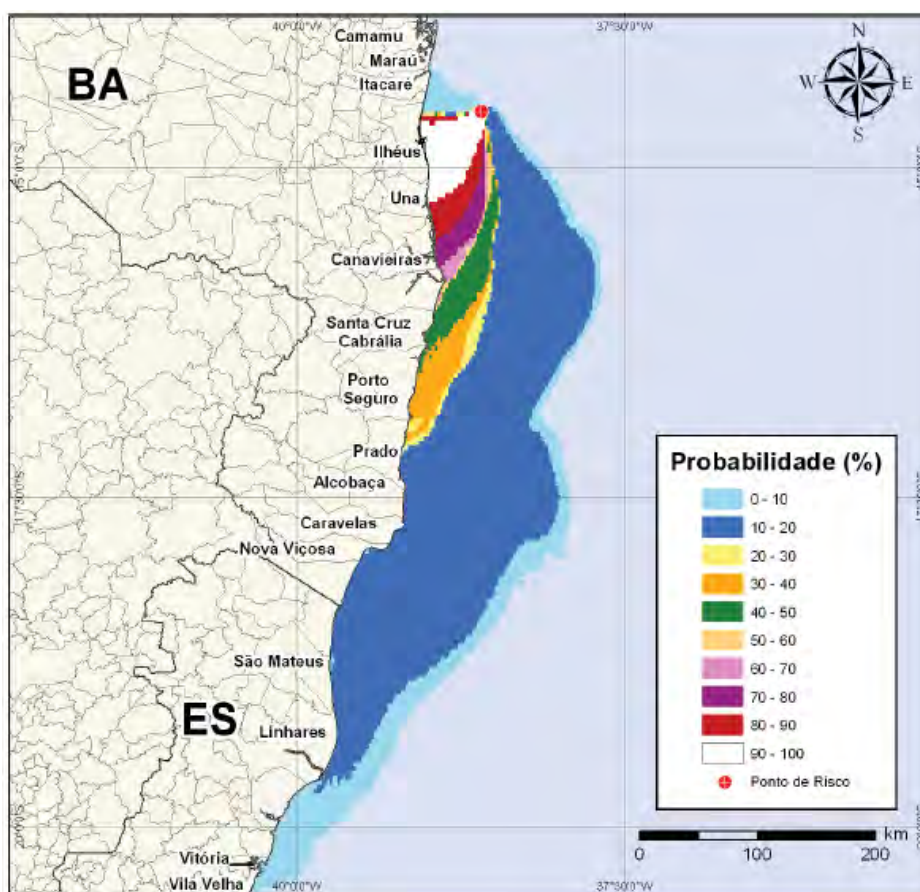 40°0'0"W
37°30'0"W
Camamu
Maraú
Itacaré
BA
N
W
E
S
Ilhéus
Una
Canavieiras
Santa Cruz
Cabrália
Porto
Seguro
Prado
Alcobaça
Caravelas
Nova Viçosa
São Mateus
ES
Linhares
Vitória
Vila Velha
Probabilidade (%)
0 - 10
10 - 20
20 - 30
30 - 40
40 - 50
50 - 60
60 - 70
70 - 80
80 - 90
90 - 100
Ponto de Risco
km
0
100
200
40°0'0"W
37°30'0"W